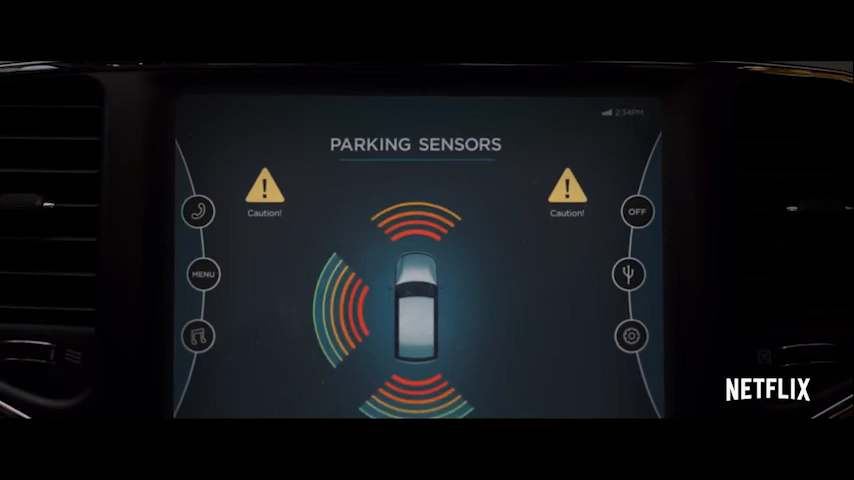 2:34PM
PARKING SENSORS
Caution!
Caution!
OFF
MENU
NETFLIX